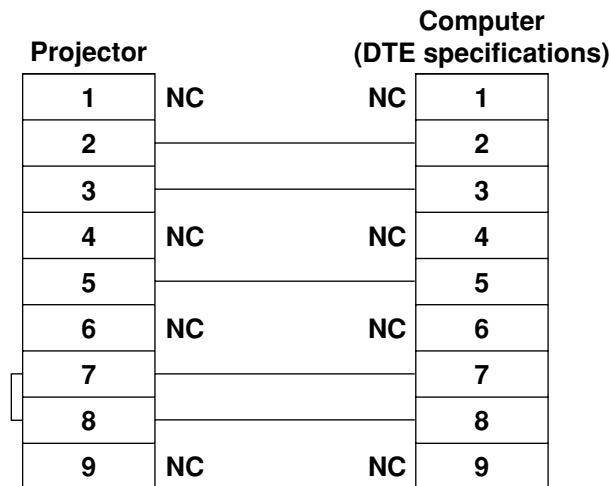 Computer
Projector (DTE specifications)
1 NC NC 1
2 2
3 3
4 NC NC 4
5 5
6 NC NC 6
7 7
8 8
9 NC NC 9